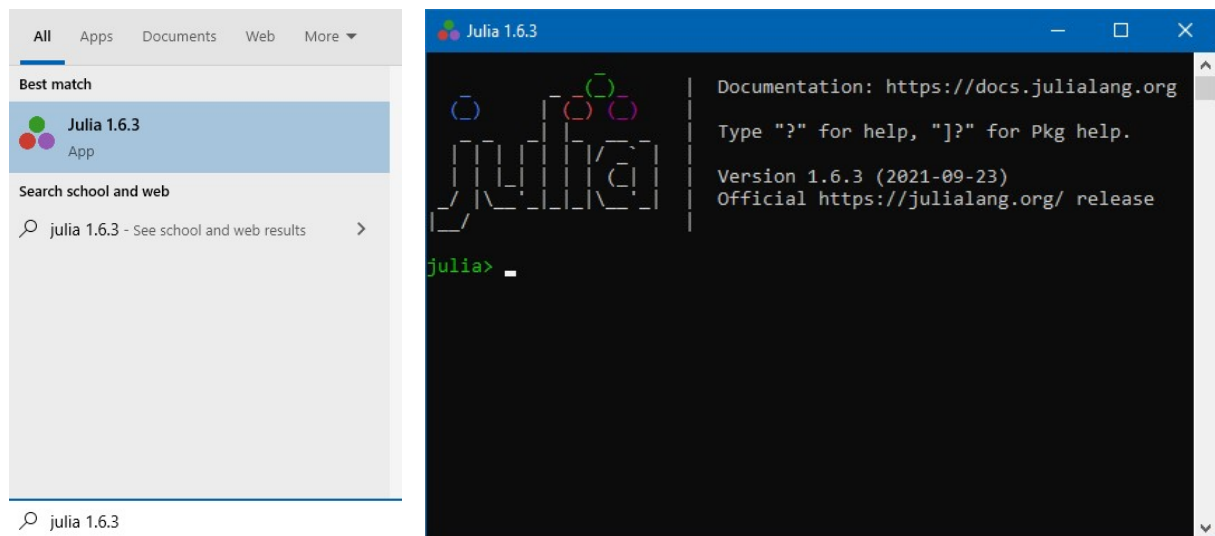 All Apps Documents Web More
Best match
Julia 1.6.3
App
Search school and web
julia 1.6.3 - See school and web results
julia 1.6.3
Julia 1.6.3
Documentation: https://docs.julialang.org
Type "?" for help, "]?" for Pkg help.
Version 1.6.3 (2021-09-23)
Official https://julialang.org/ release
julia
julia>